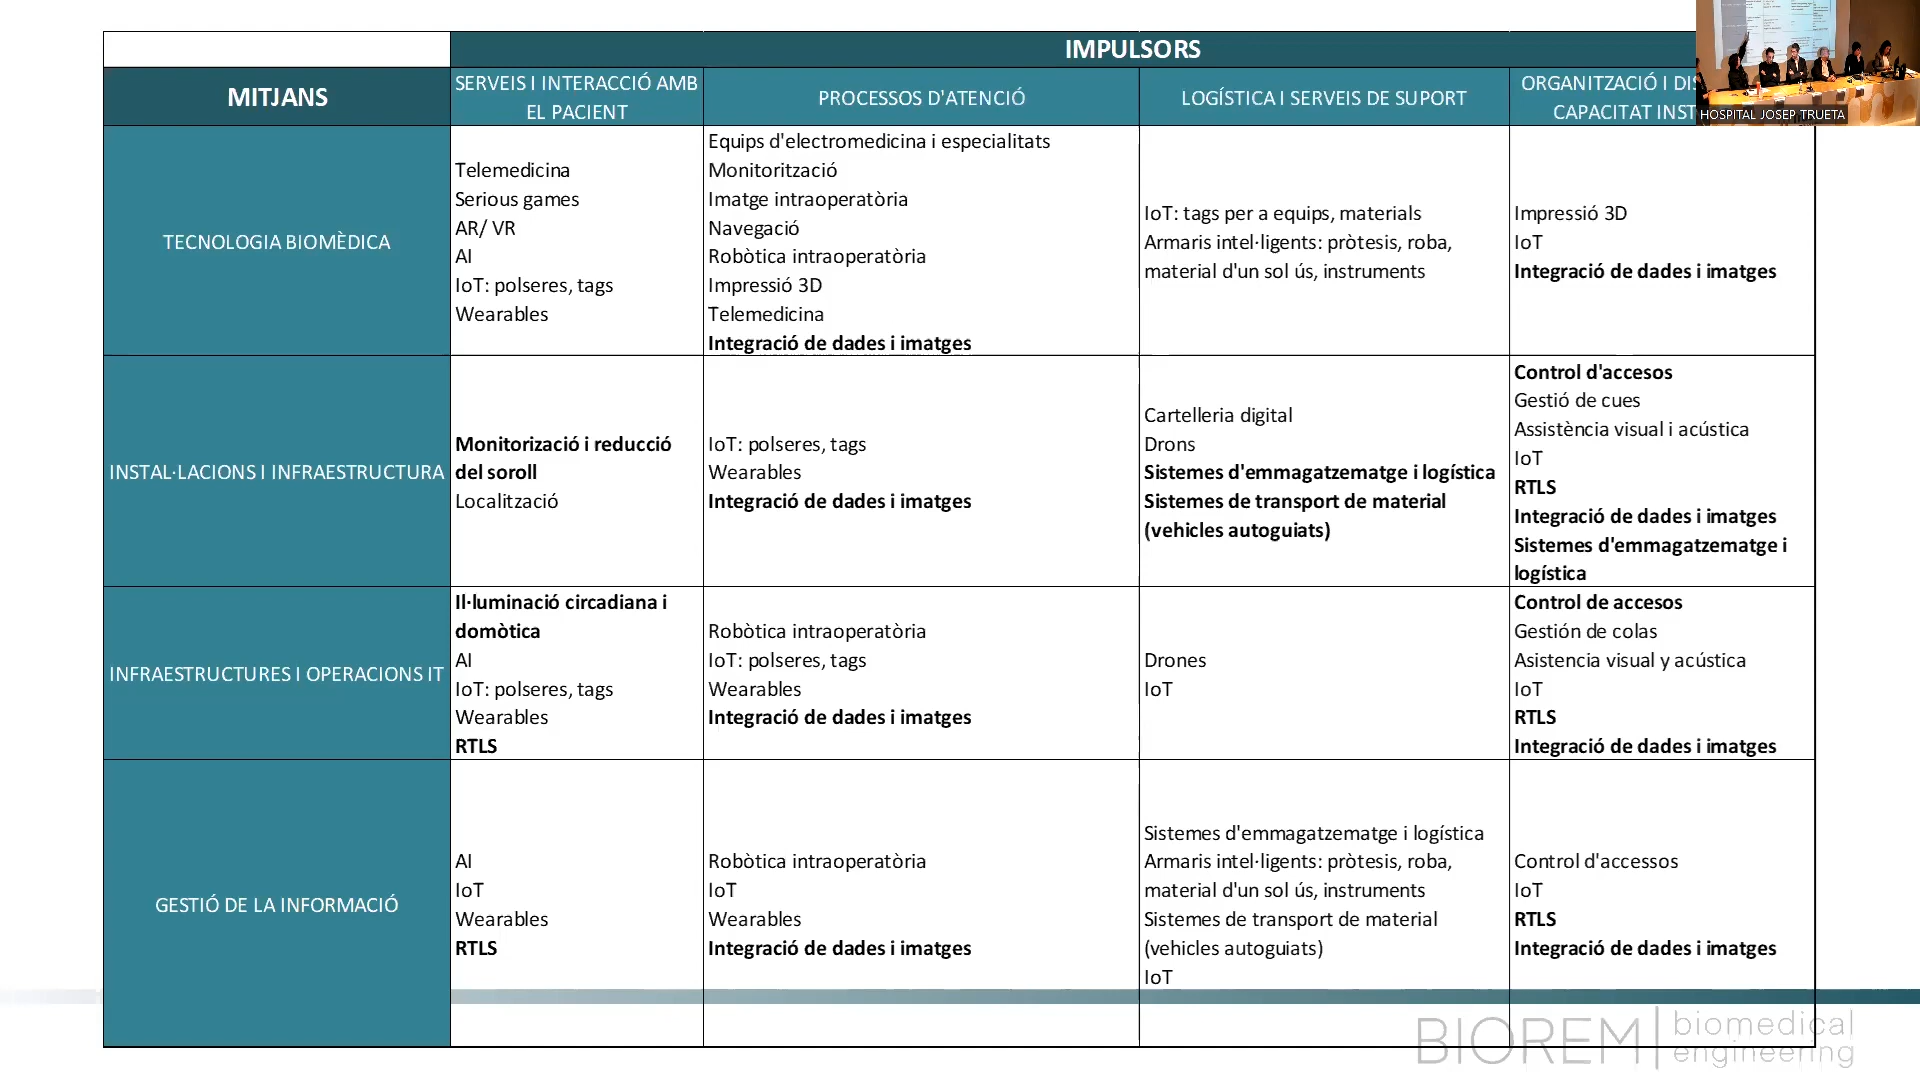 IMPULSORS
MITJANS
SERVEIS I INTERACCIÓ AMB
EL PACIENT
PROCESSOS D'ATENCIÓ
LOGÍSTICA I SERVEIS DE SUPORT
ORGANITZACIÓ I
CAPACITAT
HOSPITAL JOSEP TRUETA
TECNOLOGIA BIOMÈDICA
Telemedicina
Serious games
AR/ VR
AI
IoT: polseres, tags
Wearables
Equips d'electromedicina i especialitats
Monitorització
Imatge intraoperatòria
Navegació
Robòtica intraoperatòria
Impressió 3D
Telemedicina
Integració de dades i imatges
IoT: tags per a equips, materials
Armaris intel·ligents: pròtesis, roba,
material d'un sol ús, instruments
Impressió 3D
IoT
Integració de dades i imatges
INSTAL·LACIONS I INFRAESTRUCTURA
Monitorizació i reducció
del soroll
Localització
IoT: polseres, tags
Wearables
Integració de dades i imatges
Cartelleria digital
Drons
Sistemes d'emmagatzematge i logística
Sistemes de transport de material
(vehicles autoguiats)
Control d'accesos
Gestió de cues
Assistència visual i acústica
IoT
RTLS
Integració de dades i imatges
Sistemes d'emmagatzematge i
logística
INFRAESTRUCTURES I OPERACIONS IT
Il·luminació circadiana i
domòtica
AI
IoT: polseres, tags
Wearables
RTLS
Robòtica intraoperatòria
IoT: polseres, tags
Wearables
Integració de dades i imatges
Drones
IoT
Control de accesos
Gestión de colas
Asistencia visual y acústica
IoT
RTLS
Integració de dades i imatges
GESTIÓ DE LA INFORMACIÓ
AI
IoT
Wearables
RTLS
Robòtica intraoperatòria
IoT
Wearables
Integració de dades i imatges
Sistemes d'emmagatzematge i logística
Armaris intel·ligents: pròtesis, roba,
material d'un sol ús, instruments
Sistemes de transport de material
(vehicles autoguiats)
IoT
Control d'accessos
IoT
RTLS
Integració de dades i imatges
BIOREM
biomedical
engineering